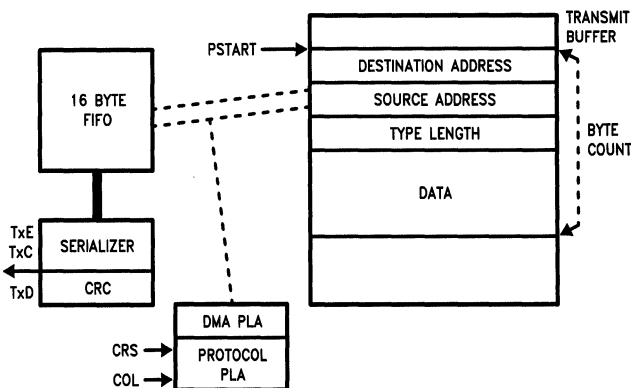 TRANSMIT
BUFFER
PSTART
DESTINATION ADDRESS
16 BYTE
FIFO
SOURCE ADDRESS
TYPE LENGTH
BYTE
COUNT
DATA
TxE
TxC
SERIALIZER
TxD
CRC
DMA PLA
CRS
PROTOCOL
PLA
COL